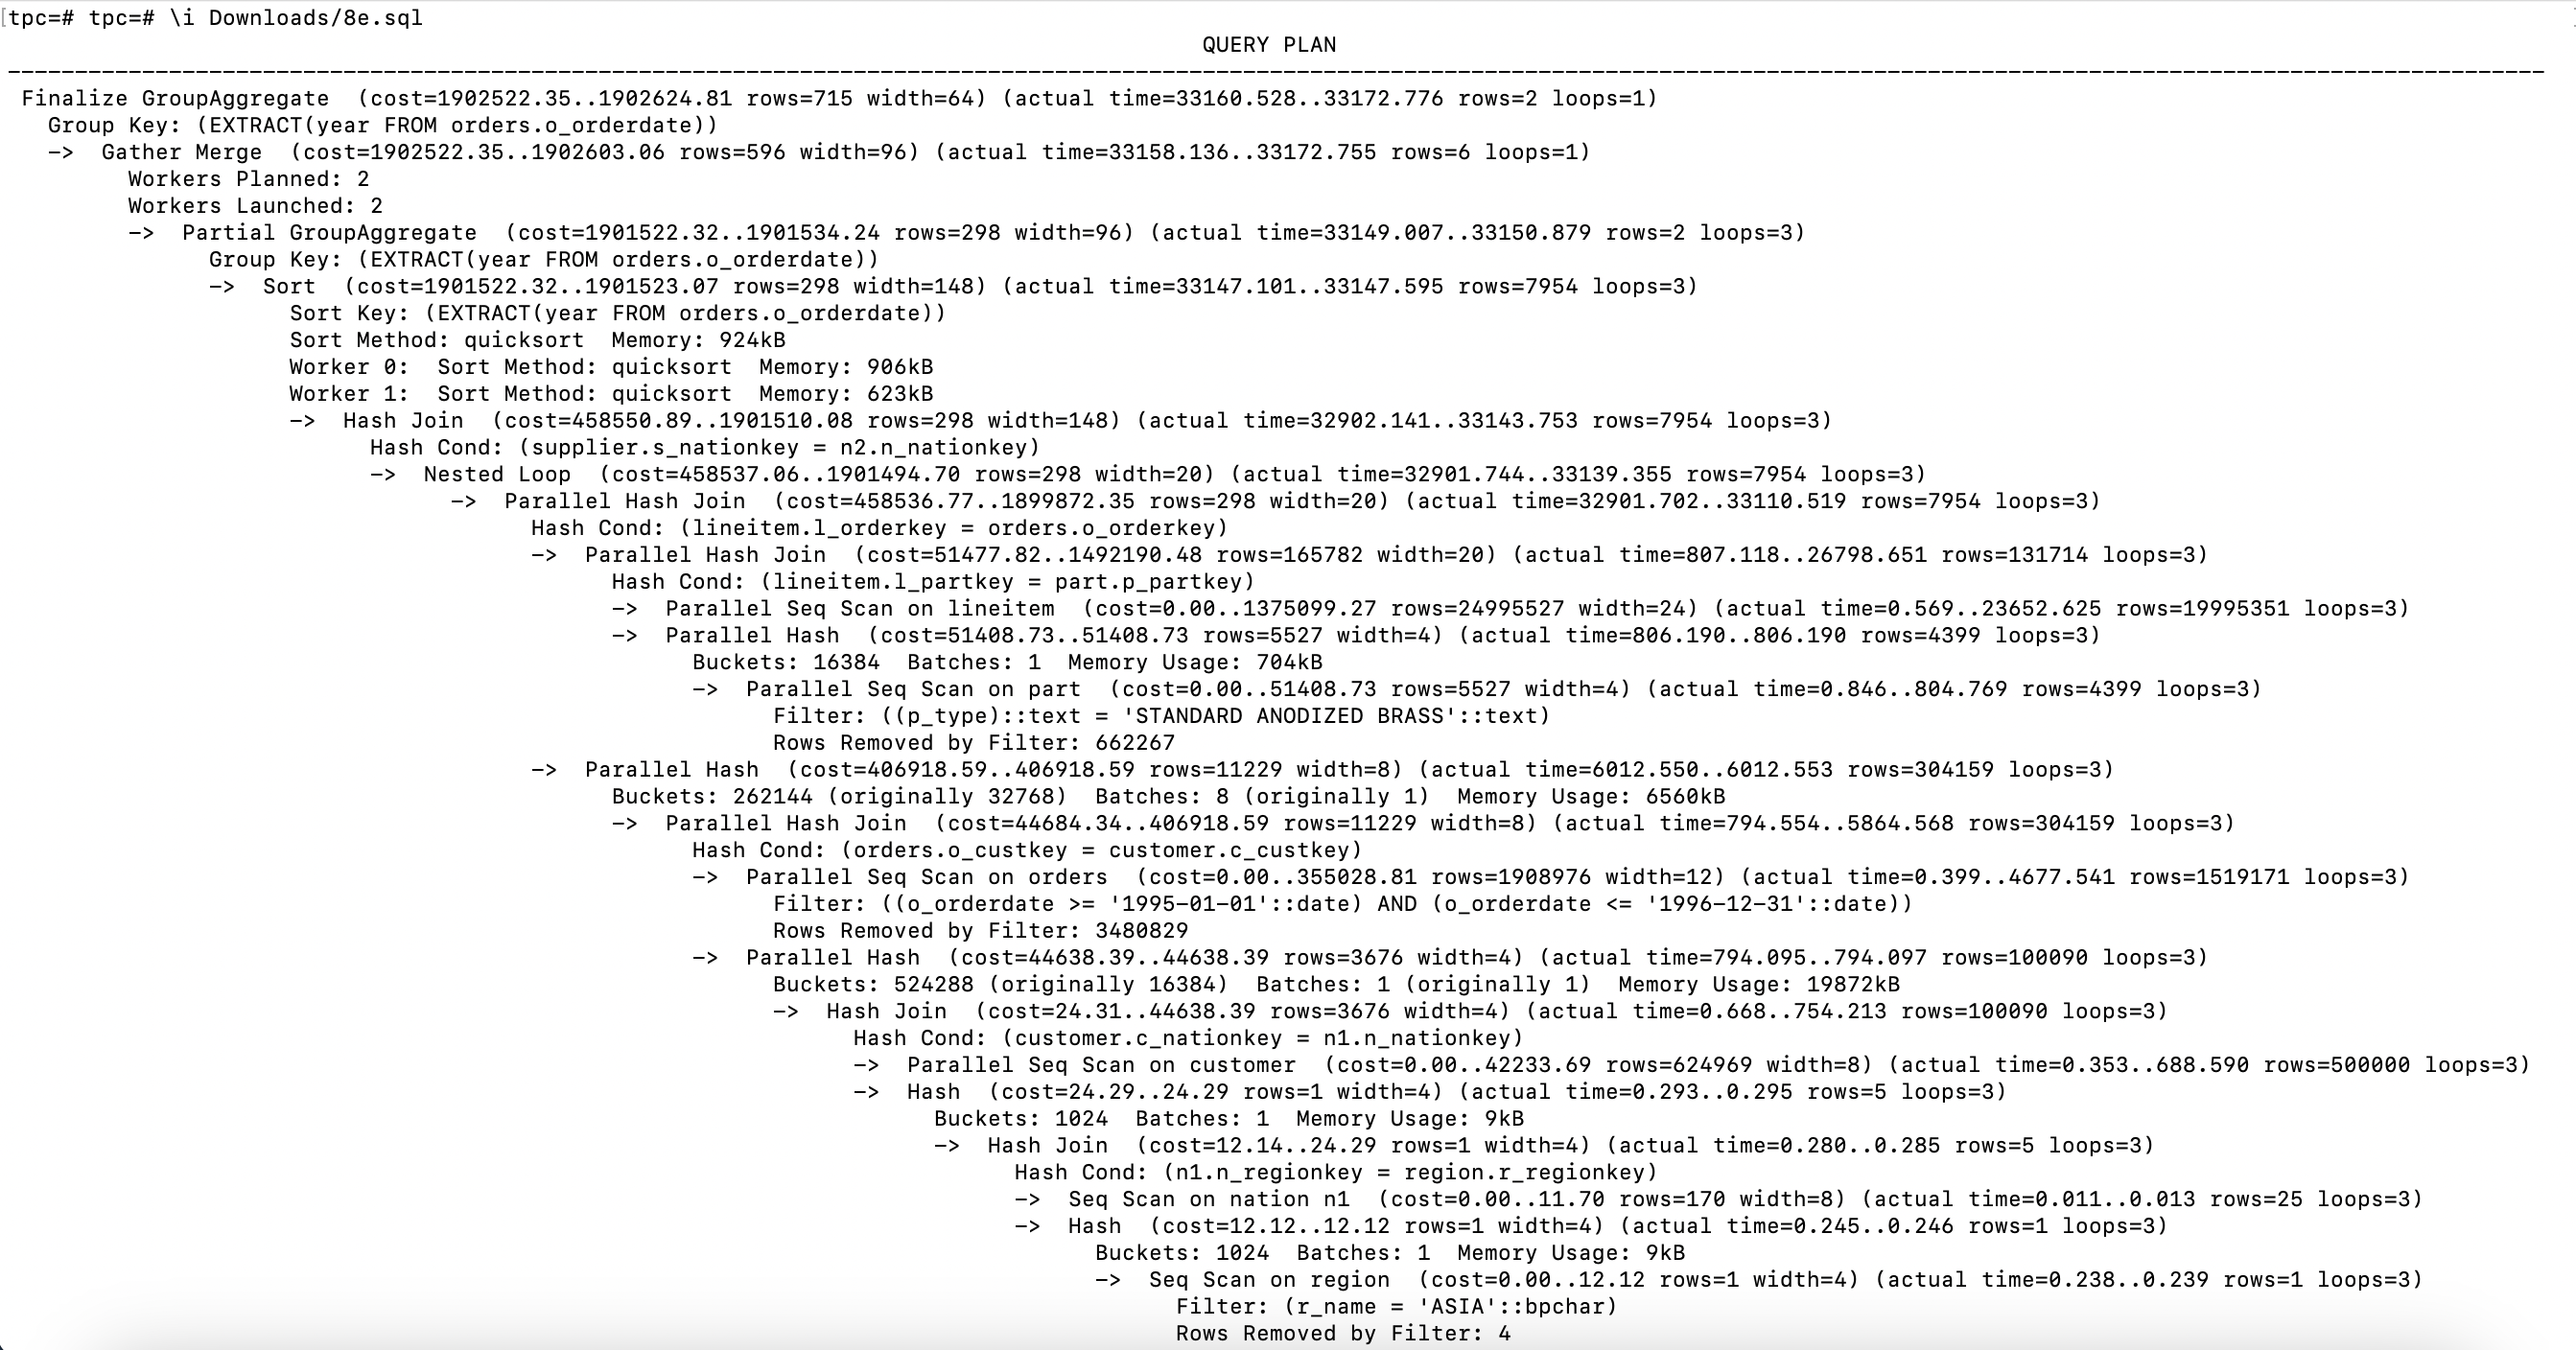 [tpc=# tpc=# \i Downloads/8e.sql
QUERY PLAN
----------------------------------------------------------------------------------------------------------------------------------------------------------------------------------------------
Finalize GroupAggregate  (cost=1902522.35..1902624.81 rows=715 width=64) (actual time=33160.528..33172.776 rows=2 loops=1)
Group Key: (EXTRACT(year FROM orders.o_orderdate))
->  Gather Merge  (cost=1902522.35..1902603.06 rows=596 width=96) (actual time=33158.136..33172.755 rows=6 loops=1)
Workers Planned: 2
Workers Launched: 2
->  Partial GroupAggregate  (cost=1901522.32..1901534.24 rows=298 width=96) (actual time=33149.007..33150.879 rows=2 loops=3)
Group Key: (EXTRACT(year FROM orders.o_orderdate))
->  Sort  (cost=1901522.32..1901523.07 rows=298 width=148) (actual time=33147.101..33147.595 rows=7954 loops=3)
Sort Key: (EXTRACT(year FROM orders.o_orderdate))
Sort Method: quicksort  Memory: 924kB
Worker 0:  Sort Method: quicksort  Memory: 906kB
Worker 1:  Sort Method: quicksort  Memory: 623kB
->  Hash Join  (cost=458550.89..1901510.08 rows=298 width=148) (actual time=32902.141..33143.753 rows=7954 loops=3)
Hash Cond: (supplier.s_nationkey = n2.n_nationkey)
->  Nested Loop  (cost=458537.06..1901494.70 rows=298 width=20) (actual time=32901.744..33139.355 rows=7954 loops=3)
->  Parallel Hash Join  (cost=458536.77..1899872.35 rows=298 width=20) (actual time=32901.702..33110.519 rows=7954 loops=3)
Hash Cond: (lineitem.l_orderkey = orders.o_orderkey)
->  Parallel Hash Join  (cost=51477.82..1492190.48 rows=165782 width=20) (actual time=807.118..26798.651 rows=131714 loops=3)
Hash Cond: (lineitem.l_partkey = part.p_partkey)
->  Parallel Seq Scan on lineitem  (cost=0.00..1375099.27 rows=24995527 width=24) (actual time=0.569..23652.625 rows=19995351 loops=3)
->  Parallel Hash  (cost=51408.73..51408.73 rows=5527 width=4) (actual time=806.190..806.190 rows=4399 loops=3)
Buckets: 16384  Batches: 1  Memory Usage: 704kB
->  Parallel Seq Scan on part  (cost=0.00..51408.73 rows=5527 width=4) (actual time=0.846..804.769 rows=4399 loops=3)
Filter: ((p_type)::text = 'STANDARD ANODIZED BRASS'::text)
Rows Removed by Filter: 662267
->  Parallel Hash  (cost=406918.59..406918.59 rows=11229 width=8) (actual time=6012.550..6012.553 rows=304159 loops=3)
Buckets: 262144 (originally 32768)  Batches: 8 (originally 1)  Memory Usage: 6560kB
->  Parallel Hash Join  (cost=44684.34..406918.59 rows=11229 width=8) (actual time=794.554..5864.568 rows=304159 loops=3)
Hash Cond: (orders.o_custkey = customer.c_custkey)
->  Parallel Seq Scan on orders  (cost=0.00..355028.81 rows=1908976 width=12) (actual time=0.399..4677.541 rows=1519171 loops=3)
Filter: ((o_orderdate >= '1995-01-01'::date) AND (o_orderdate <= '1996-12-31'::date))
Rows Removed by Filter: 3480829
->  Parallel Hash  (cost=44638.39..44638.39 rows=3676 width=4) (actual time=794.095..794.097 rows=100090 loops=3)
Buckets: 524288 (originally 16384)  Batches: 1 (originally 1)  Memory Usage: 19872kB
->  Hash Join  (cost=24.31..44638.39 rows=3676 width=4) (actual time=0.668..754.213 rows=100090 loops=3)
Hash Cond: (customer.c_nationkey = n1.n_nationkey)
->  Parallel Seq Scan on customer  (cost=0.00..42233.69 rows=624969 width=8) (actual time=0.353..688.590 rows=500000 loops=3)
->  Hash  (cost=24.29..24.29 rows=1 width=4) (actual time=0.293..0.295 rows=5 loops=3)
Buckets: 1024  Batches: 1  Memory Usage: 9kB
->  Hash Join  (cost=12.14..24.29 rows=1 width=4) (actual time=0.280..0.285 rows=5 loops=3)
Hash Cond: (n1.n_regionkey = region.r_regionkey)
->  Seq Scan on nation n1  (cost=0.00..11.70 rows=170 width=8) (actual time=0.011..0.013 rows=25 loops=3)
->  Hash  (cost=12.12..12.12 rows=1 width=4) (actual time=0.245..0.246 rows=1 loops=3)
Buckets: 1024  Batches: 1  Memory Usage: 9kB
->  Seq Scan on region  (cost=0.00..12.12 rows=1 width=4) (actual time=0.238..0.239 rows=1 loops=3)
Filter: (r_name = 'ASIA'::bpchar)
Rows Removed by Filter: 4